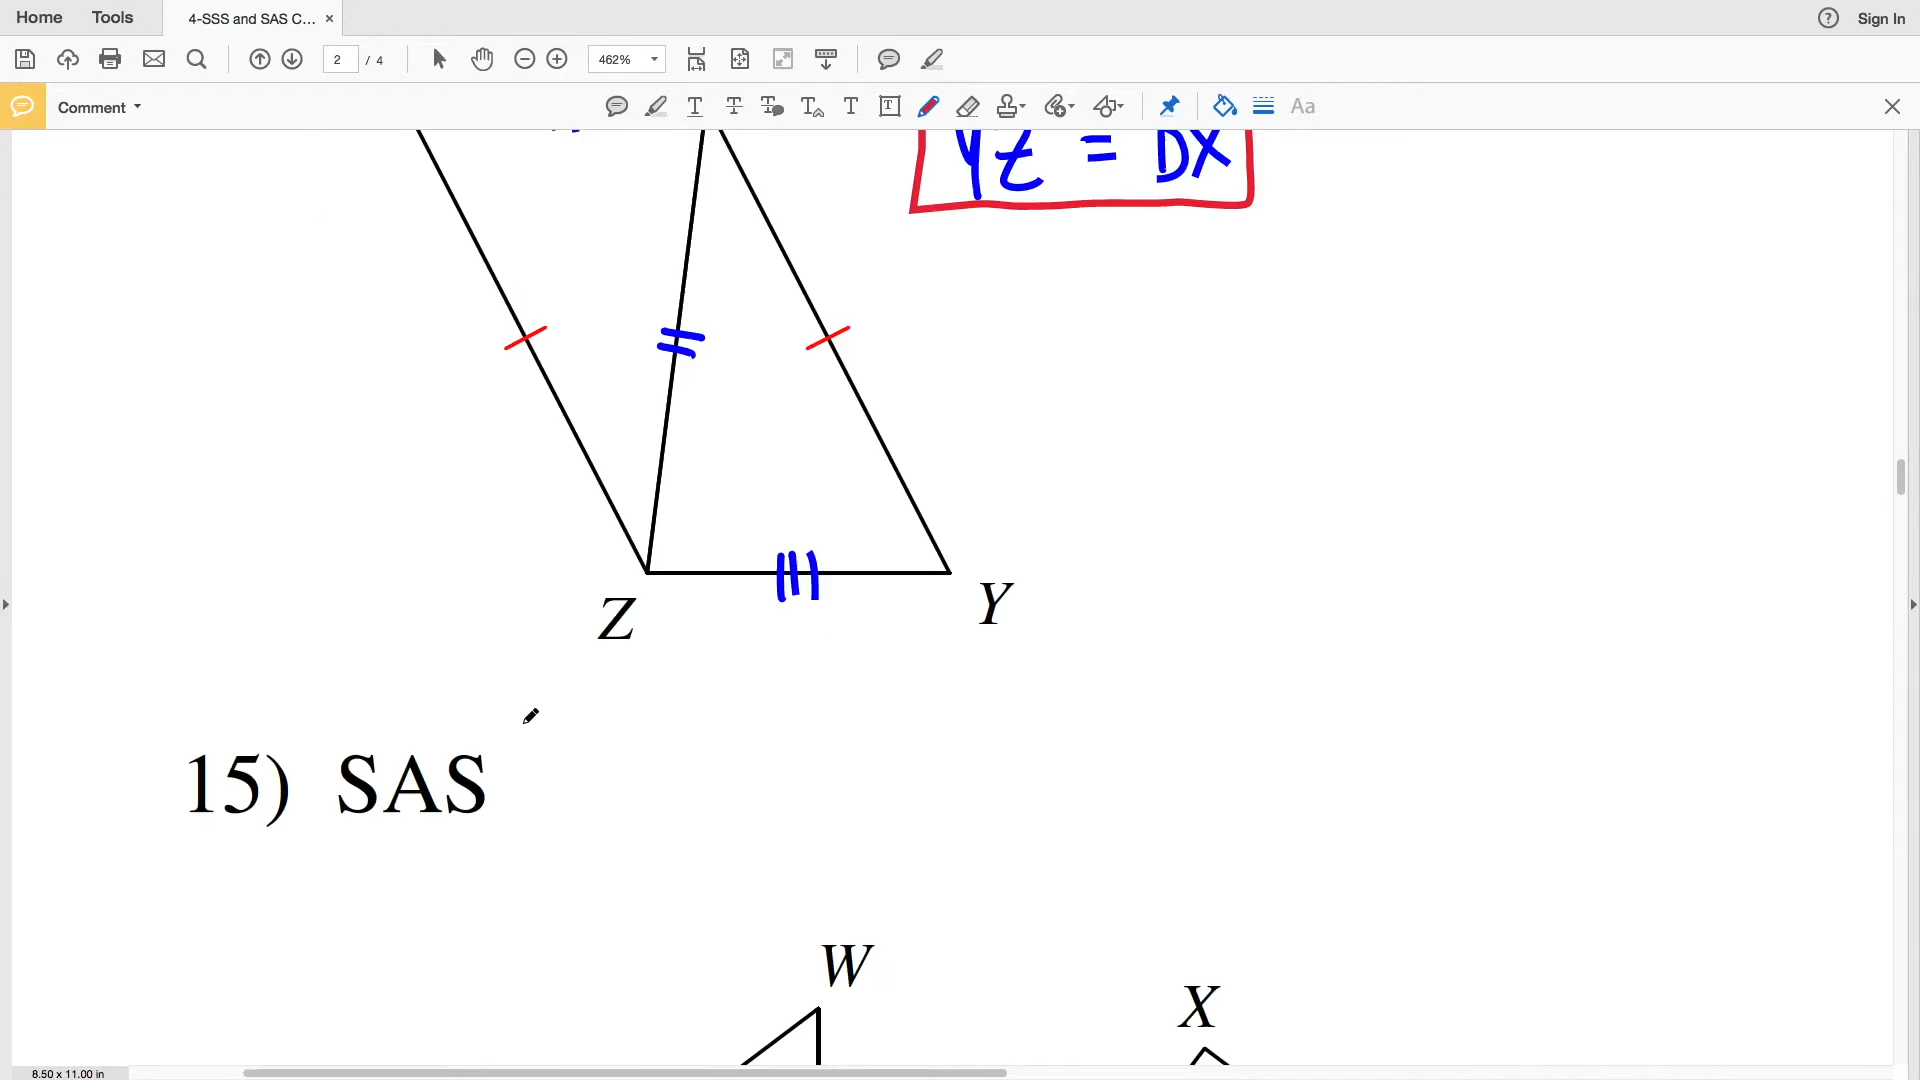 Home Tools 4-SSS and SAS C... × Sign In
2 / 4 462%
Comment Aa
YZ = DX
Z Y
15) SAS
W
X
8.50 x 11.00 in